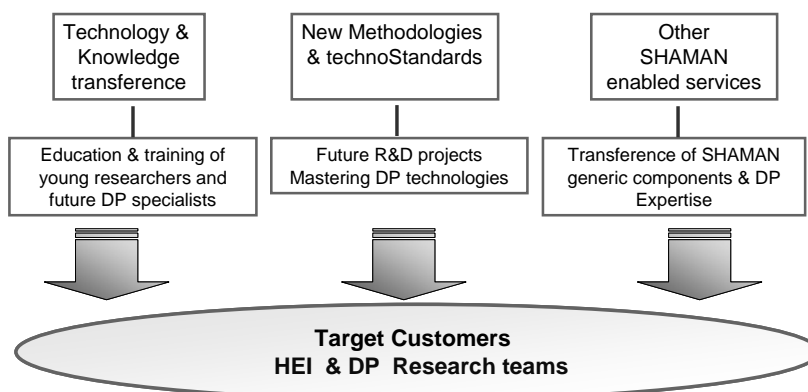 Technology &
Knowledge
transference
New Methodologies
& technoStandards
Other
SHAMAN
enabled services
Education & training of
young researchers and
future DP specialists
Future R&D projects
Mastering DP technologies
Transference of SHAMAN
generic components & DP
Expertise
Target Customers
HEI & DP Research teams